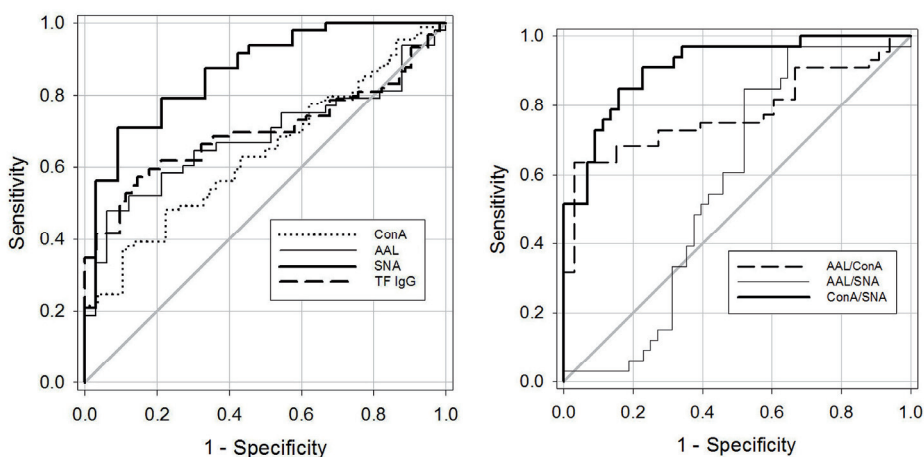 Sensitivity
1.0
0.8
0.6
0.4
0.2
0.0
ConA
AAL
SNA
TF IgG
0.0 0.2 0.4 0.6 0.8 1.0
1 - Specificity
Sensitivity
1.0
0.8
0.6
0.4
0.2
0.0
AAL/ConA
AAL/SNA
ConA/SNA
0.0 0.2 0.4 0.6 0.8 1.0
1 - Specificity